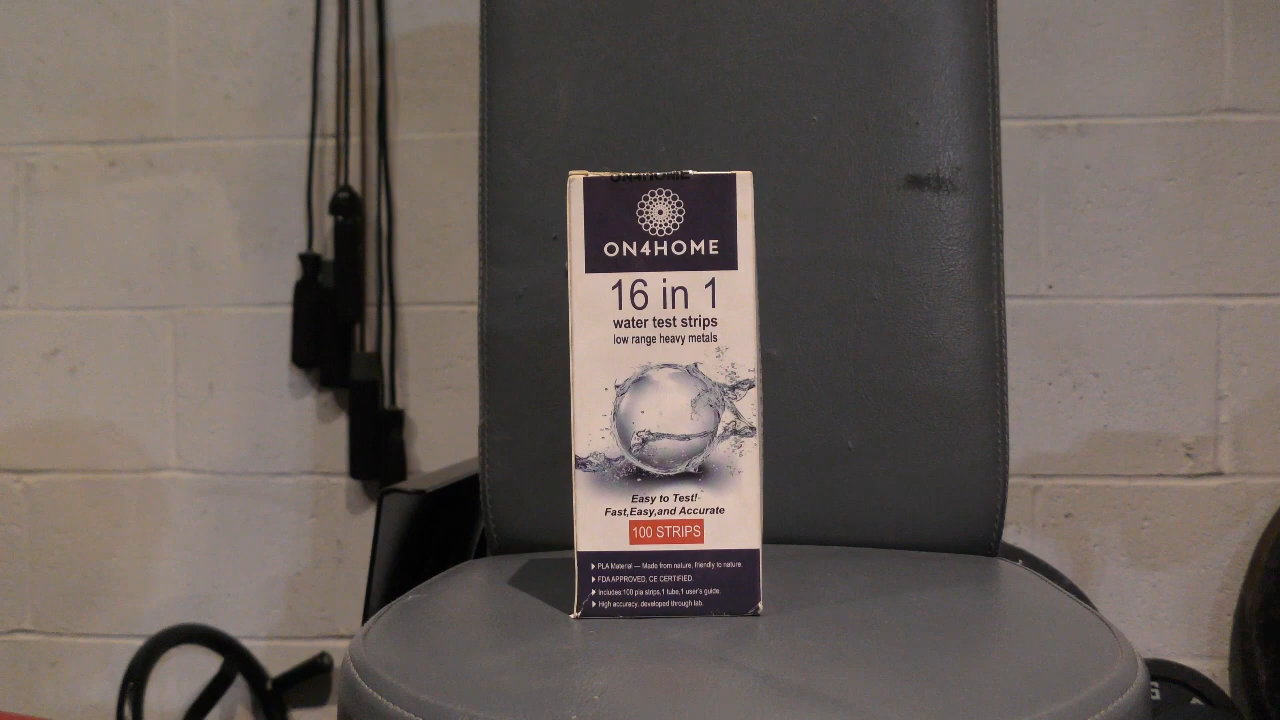 ON4HOME
ON4HOME
16 in 1
water test strips
low range heavy metals
Easy to Test!
Fast,Easy,and Accurate
100 STRIPS
PLA Material — Made from nature, friendly to nature.
FDA APPROVED, CE CERTIFIED
Includes:100 pla strips,1 tube,1 user's guide.
High accuracy, developed through lab.